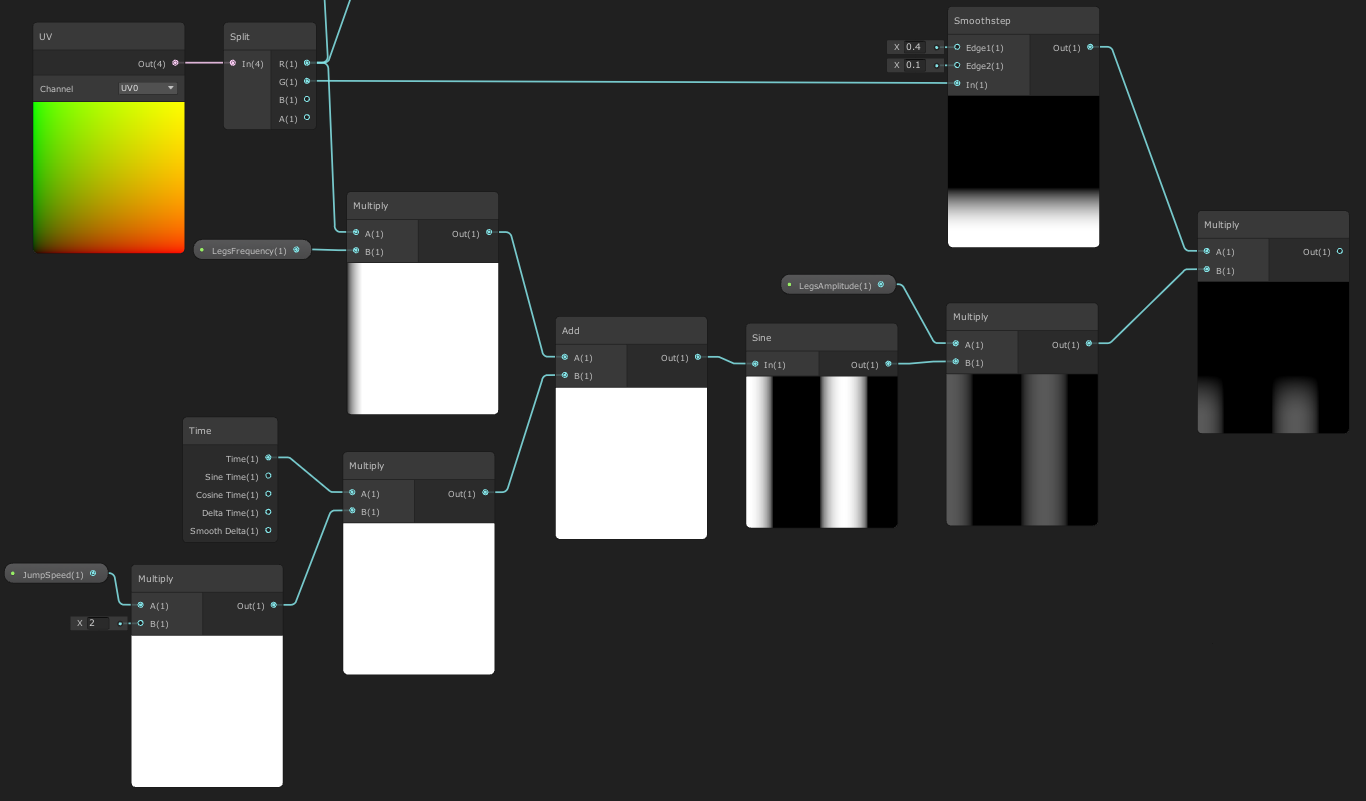 UV
Out(4)
Channel
UV0
Split
In(4)
R(1)
G(1)
B(1)
A(1)
Smoothstep
X 0.4
Edge1(1)
Out(1)
X 0.1
Edge2(1)
In(1)
Multiply
A(1)
Out(1)
LegsFrequency(1)
B(1)
Multiply
A(1)
Out(1)
B(1)
LegsAmplitude(1)
Multiply
A(1)
Out(1)
B(1)
Add
A(1)
Out(1)
B(1)
Sine
In(1)
Out(1)
Time
Time(1)
Sine Time(1)
Cosine Time(1)
Delta Time(1)
Smooth Delta(1)
Multiply
A(1)
Out(1)
B(1)
JumpSpeed(1)
Multiply
A(1)
Out(1)
X 2
B(1)